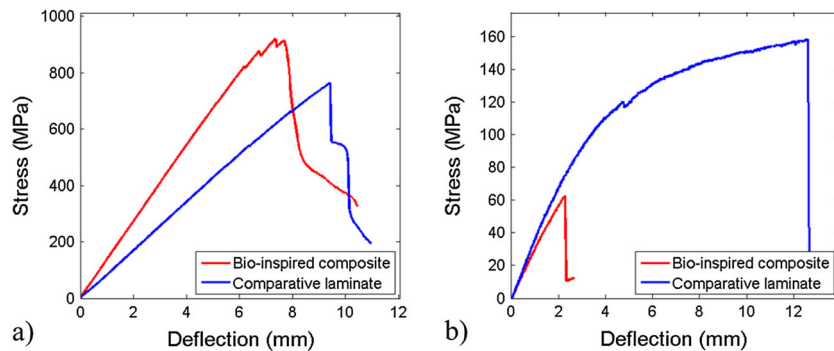 1000
800
600
400
200
0
Stress (MPa)
0 2 4 6 8 10 12
Deflection (mm)
Bio-inspired composite
Comparative laminate
a)
160
140
120
100
80
60
40
20
0
Stress (MPa)
0 2 4 6 8 10 12
Deflection (mm)
Bio-inspired composite
Comparative laminate
b)